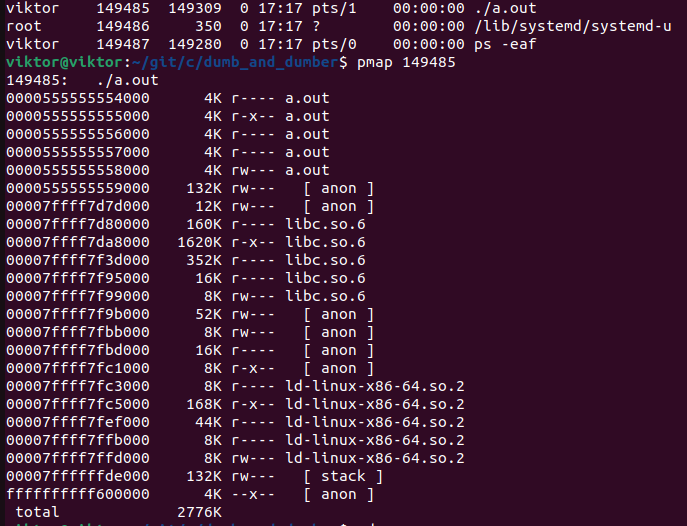 viktor    149485  149309  0 17:17 pts/1    00:00:00 ./a.out
root      149486     350  0 17:17 ?        00:00:00 /lib/systemd/systemd-u
viktor    149487  149280  0 17:17 pts/0    00:00:00 ps -eaf
viktor@viktor:~/git/c/dumb_and_dumber$ pmap 149485
149485:   ./a.out
0000555555554000      4K r---- a.out
0000555555555000      4K r-x-- a.out
0000555555556000      4K r---- a.out
0000555555557000      4K r---- a.out
0000555555558000      4K rw--- a.out
0000555555559000    132K rw---   [ anon ]
00007ffff7d7d000     12K rw---   [ anon ]
00007ffff7d80000    160K r---- libc.so.6
00007ffff7da8000   1620K r-x-- libc.so.6
00007ffff7f3d000    352K r---- libc.so.6
00007ffff7f95000     16K r---- libc.so.6
00007ffff7f99000      8K rw--- libc.so.6
00007ffff7f9b000     52K rw---   [ anon ]
00007ffff7fbb000      8K rw---   [ anon ]
00007ffff7fbd000     16K r----   [ anon ]
00007ffff7fc1000      8K r-x--   [ anon ]
00007ffff7fc3000      8K r---- ld-linux-x86-64.so.2
00007ffff7fc5000    168K r-x-- ld-linux-x86-64.so.2
00007ffff7fef000     44K r---- ld-linux-x86-64.so.2
00007ffff7ffb000      8K r---- ld-linux-x86-64.so.2
00007ffff7ffd000      8K rw--- ld-linux-x86-64.so.2
00007ffffffde000    132K rw---   [ stack ]
ffffffffff600000      4K --x--   [ anon ]
 total             2776K